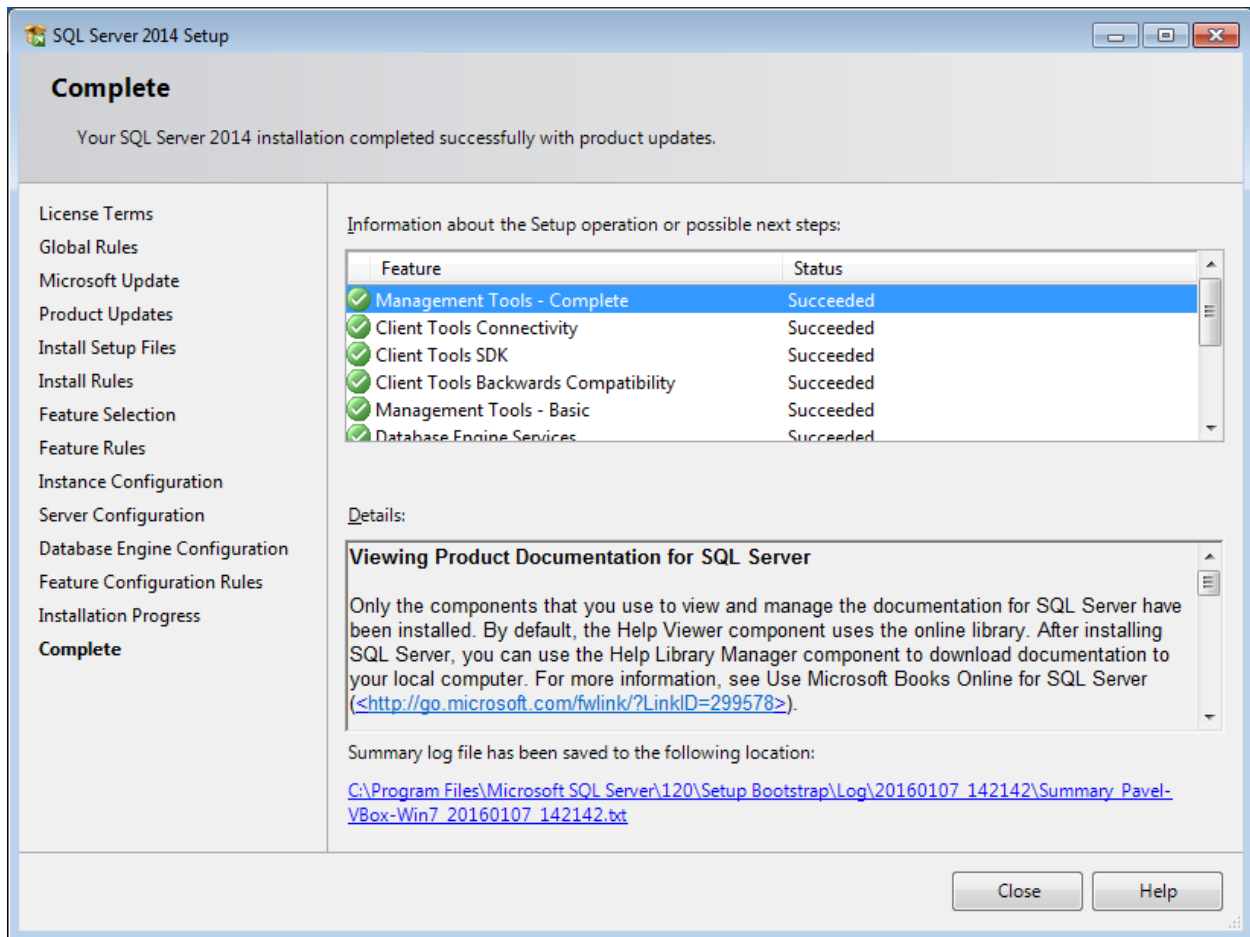 SQL Server 2014 Setup
Complete
Your SQL Server 2014 installation completed successfully with product updates.
License Terms
Global Rules
Microsoft Update
Product Updates
Install Setup Files
Install Rules
Feature Selection
Feature Rules
Instance Configuration
Server Configuration
Database Engine Configuration
Feature Configuration Rules
Installation Progress
Complete
Information about the Setup operation or possible next steps:
Feature Status
Management Tools - Complete Succeeded
Client Tools Connectivity Succeeded
Client Tools SDK Succeeded
Client Tools Backwards Compatibility Succeeded
Management Tools - Basic Succeeded
Database Engine Services Succeeded
Details:
Viewing Product Documentation for SQL Server
Only the components that you use to view and manage the documentation for SQL Server have
been installed. By default, the Help Viewer component uses the online library. After installing
SQL Server, you can use the Help Library Manager component to download documentation to
your local computer. For more information, see Use Microsoft Books Online for SQL Server
(<http://go.microsoft.com/fwlink/?LinkID=299578>).
Summary log file has been saved to the following location:
C:\Program Files\Microsoft SQL Server\120\Setup Bootstrap\Log\20160107_142142\Summary_Pavel-
VBox-Win7_20160107_142142.txt
Close Help